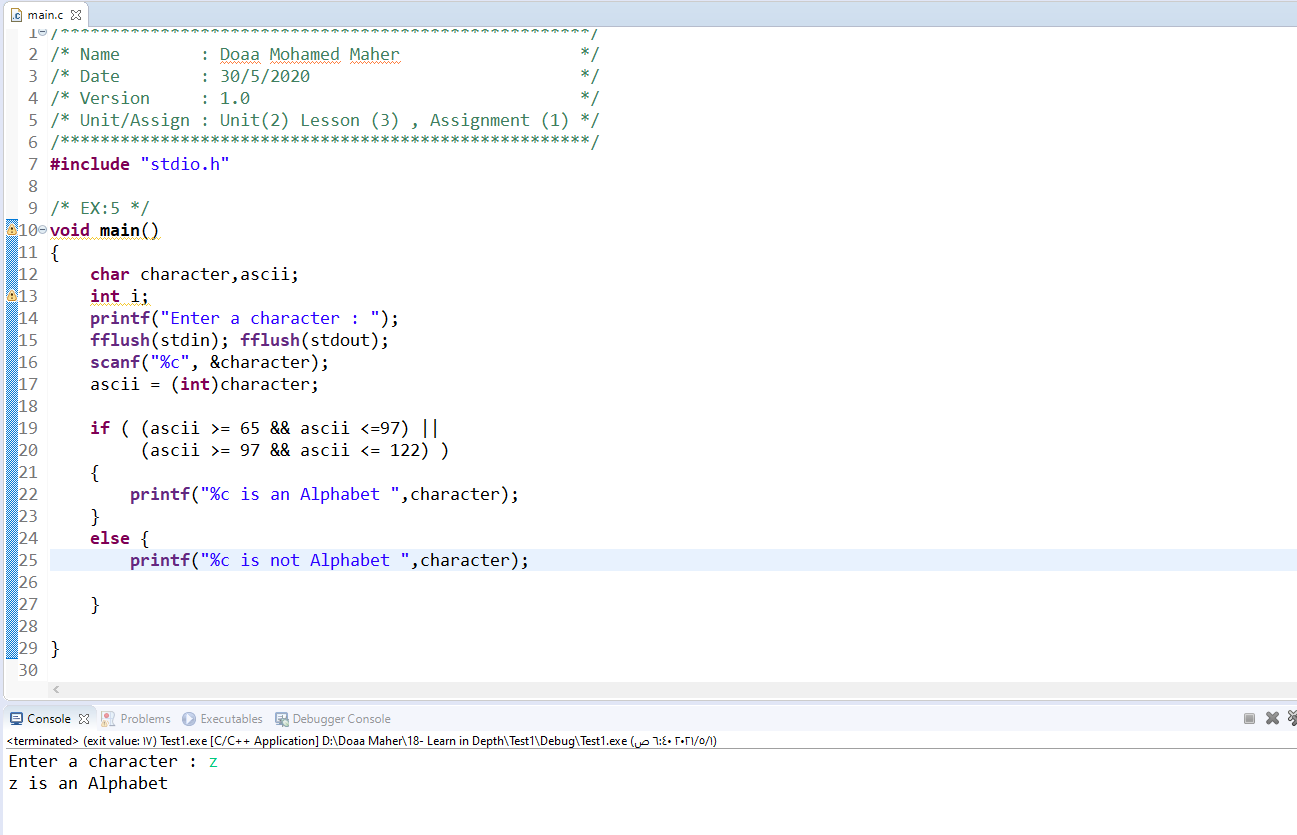 main.c
1 /*****************************************************/
2 /* Name        : Doaa Mohamed Maher                  */
3 /* Date        : 30/5/2020                           */
4 /* Version     : 1.0                                 */
5 /* Unit/Assign : Unit(2) Lesson (3) , Assignment (1) */
6 /*****************************************************/
7 #include "stdio.h"
8
9 /* EX:5 */
10 void main()
11 {
12     char character,ascii;
13     int i;
14     printf("Enter a character : ");
15     fflush(stdin); fflush(stdout);
16     scanf("%c", &character);
17     ascii = (int)character;
18
19     if ( (ascii >= 65 && ascii <=97) ||
20          (ascii >= 97 && ascii <= 122) )
21     {
22         printf("%c is an Alphabet ",character);
23     }
24     else {
25         printf("%c is not Alphabet ",character);
26
27     }
28
29 }
30
Console Problems Executables Debugger Console
<terminated> (exit value: ١٧) Test1.exe [C/C++ Application] D:\Doaa Maher\18- Learn in Depth\Test1\Debug\Test1.exe (٢٠٢١/٥/١ ٦:٤٠ ص)
Enter a character : z
z is an Alphabet